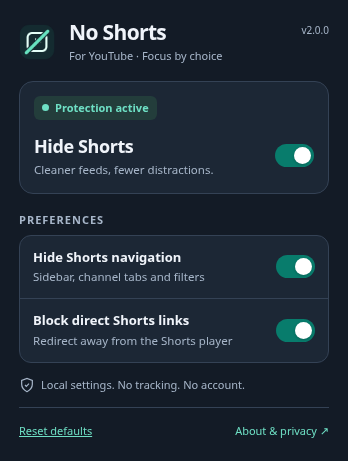 No Shorts
v2.0.0
For YouTube · Focus by choice
Protection active
Hide Shorts
Cleaner feeds, fewer distractions.
PREFERENCES
Hide Shorts navigation
Sidebar, channel tabs and filters
Block direct Shorts links
Redirect away from the Shorts player
Local settings. No tracking. No account.
Reset defaults
About & privacy ↗